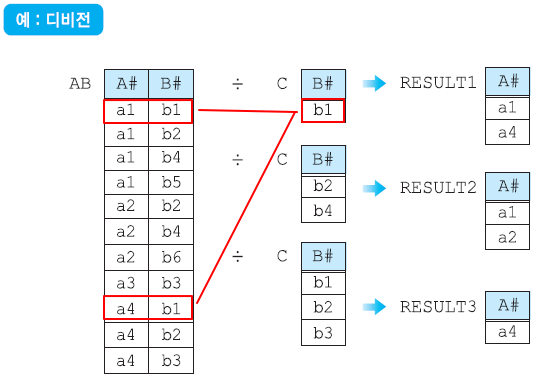 예 : 디비전
AB A# B# ÷ C B# RESULT1 A#
a1 b1 b1 a1
a1 b2 a4
a1 b4 ÷ C B#
a1 b5 b2 RESULT2 A#
a2 b2 b4 a1
a2 b4 a2
a2 b6 ÷ C B#
a3 b3 b1
a4 b1 b2 RESULT3 A#
a4 b2 b3 a4
a4 b3